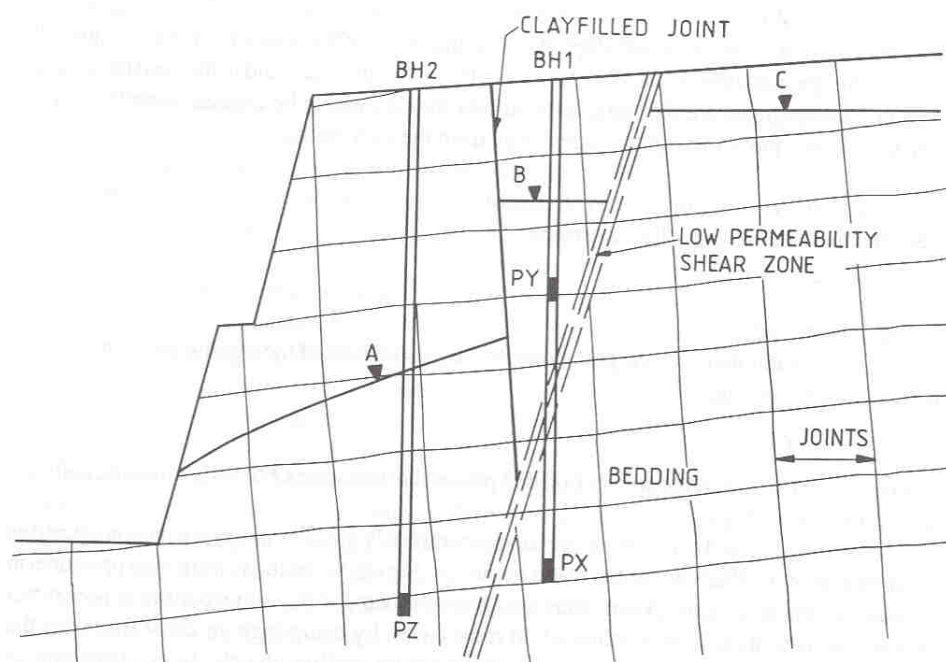 CLAYFILLED JOINT
BH2
BH1
C
B
LOW PERMEABILITY
SHEAR ZONE
PY
A
JOINTS
BEDDING
PX
PZ